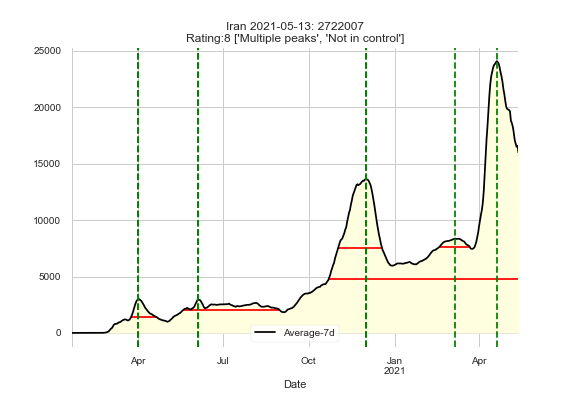 Iran 2021-05-13: 2722007
Rating:8 ['Multiple peaks', 'Not in control']
25000
20000
15000
10000
5000
0
Average-7d
Apr Jul Oct Jan Apr
2021
Date